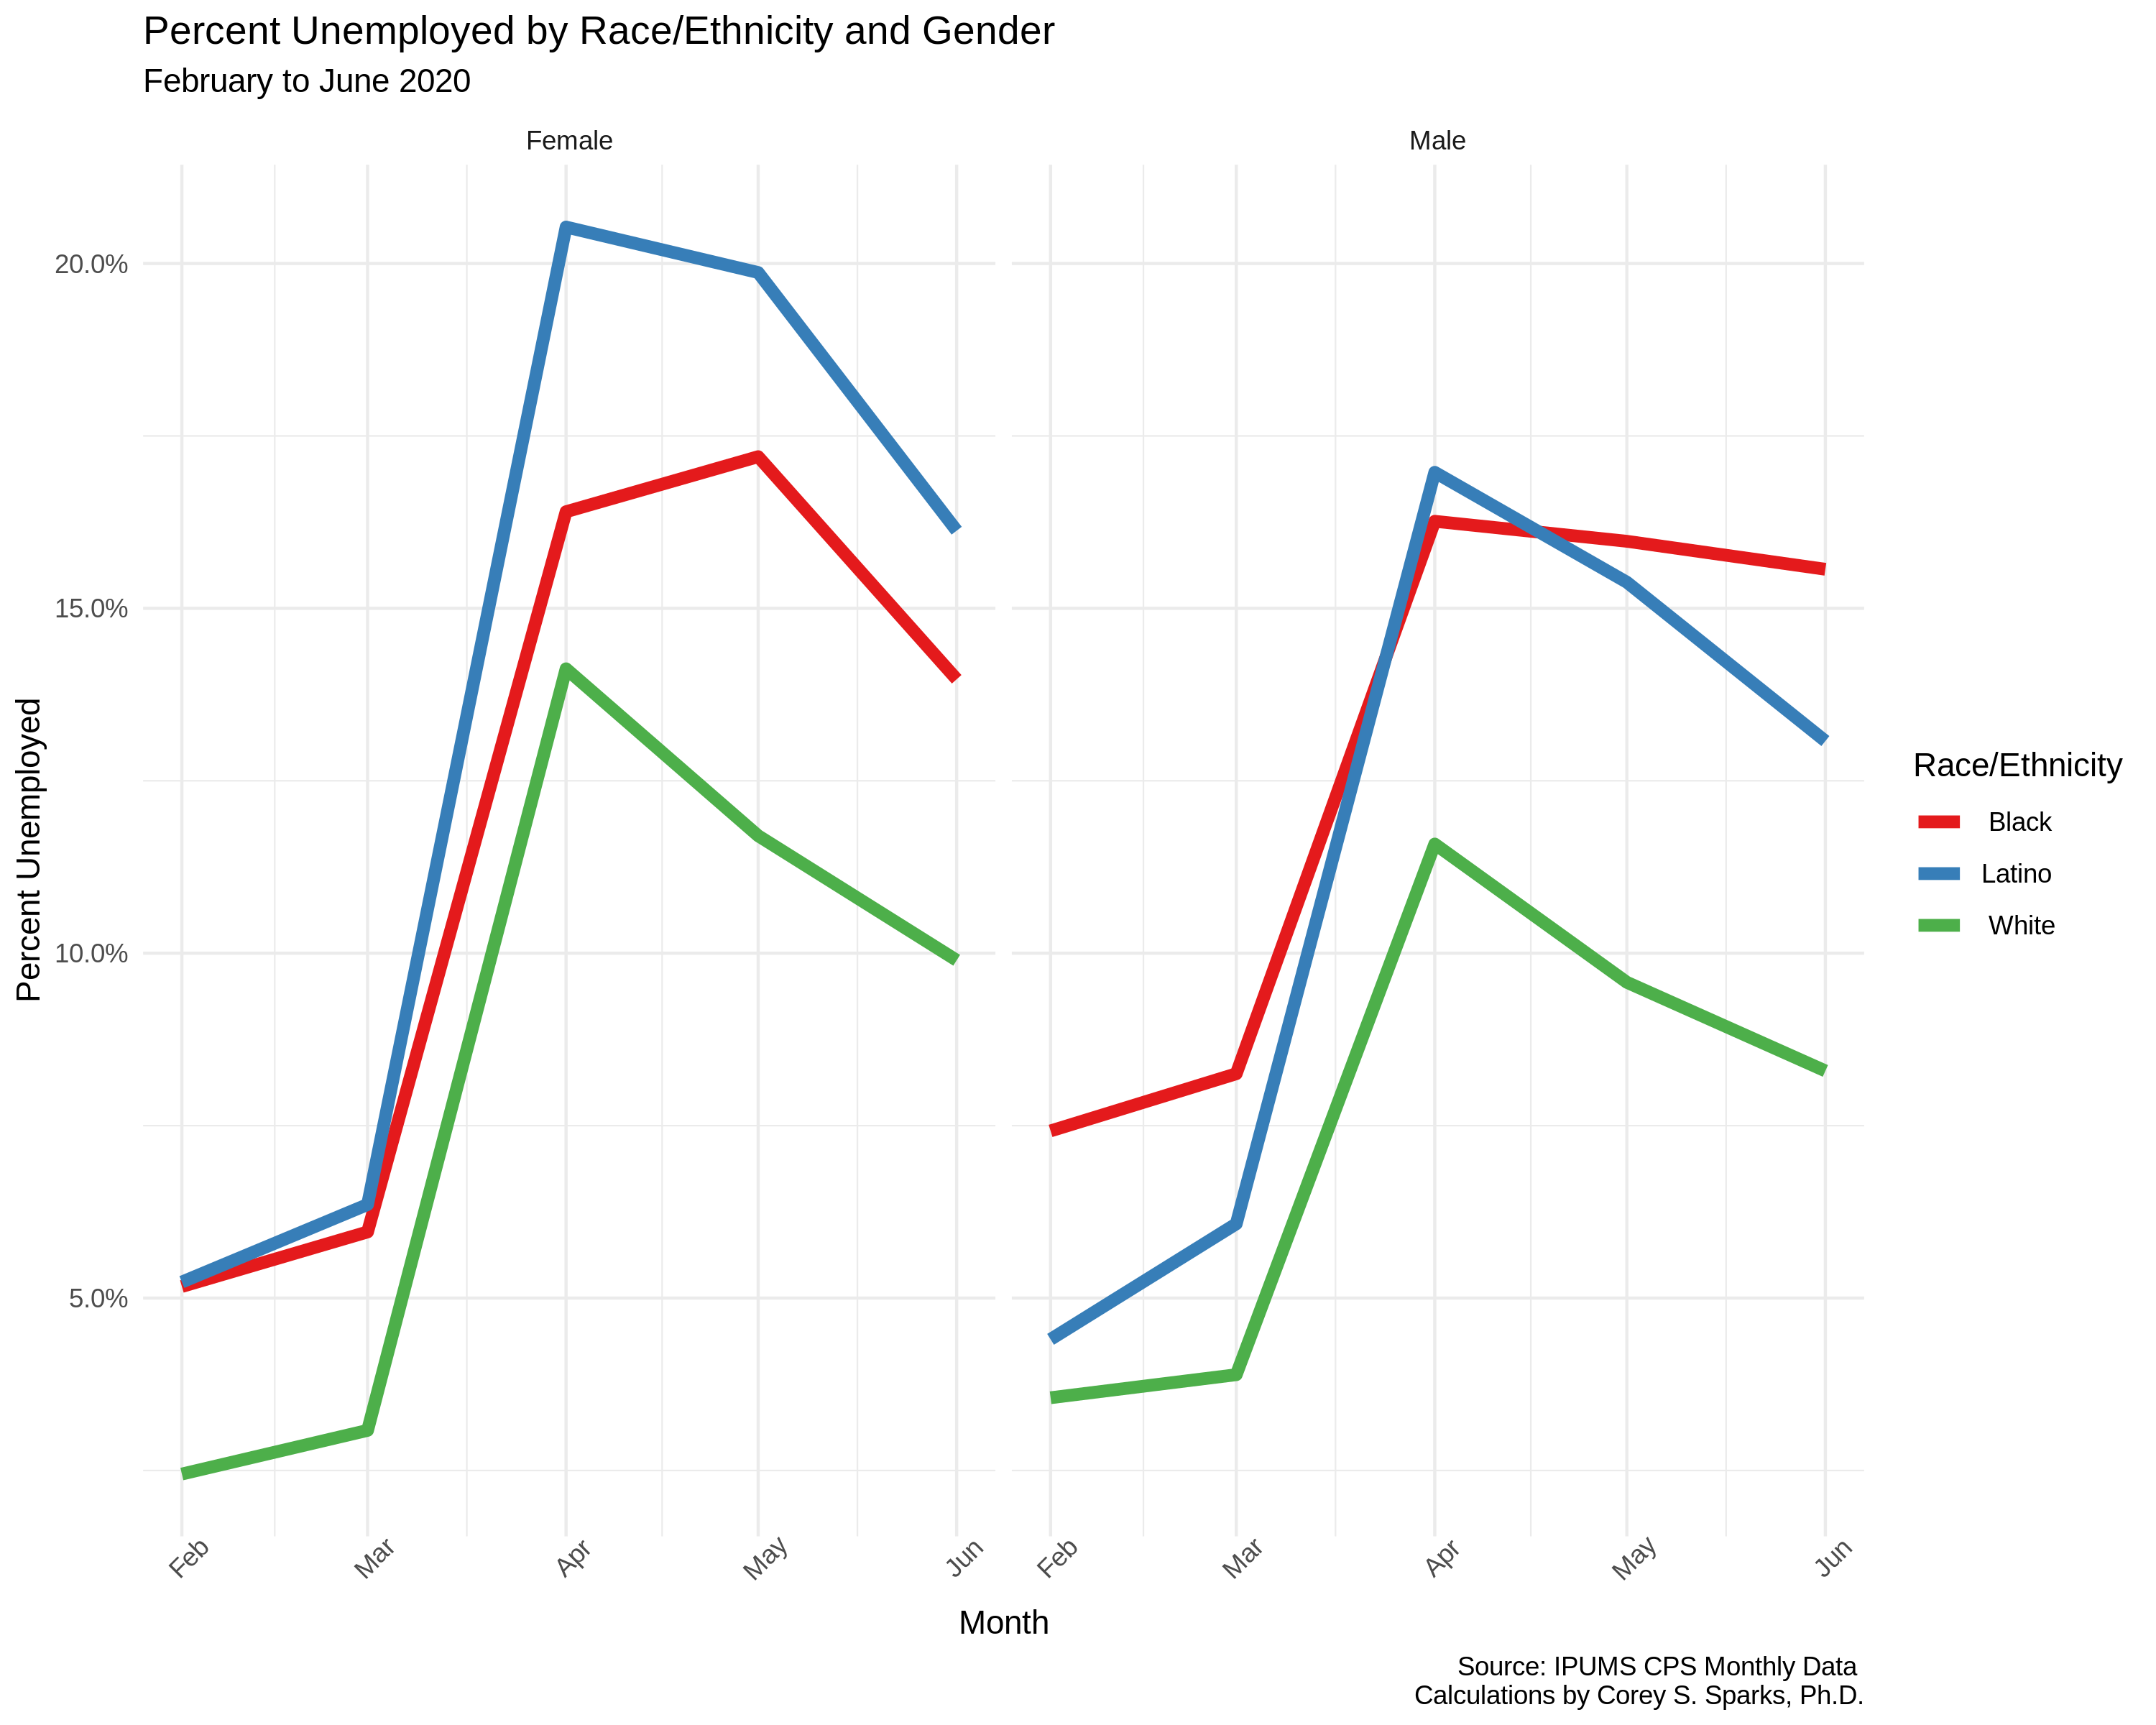 Percent Unemployed by Race/Ethnicity and Gender
February to June 2020
Female
Male
Percent Unemployed
20.0%
15.0%
10.0%
5.0%
Feb
Mar
Apr
May
Jun
Feb
Mar
Apr
May
Jun
Month
Race/Ethnicity
Black
Latino
White
Source: IPUMS CPS Monthly Data
Calculations by Corey S. Sparks, Ph.D.